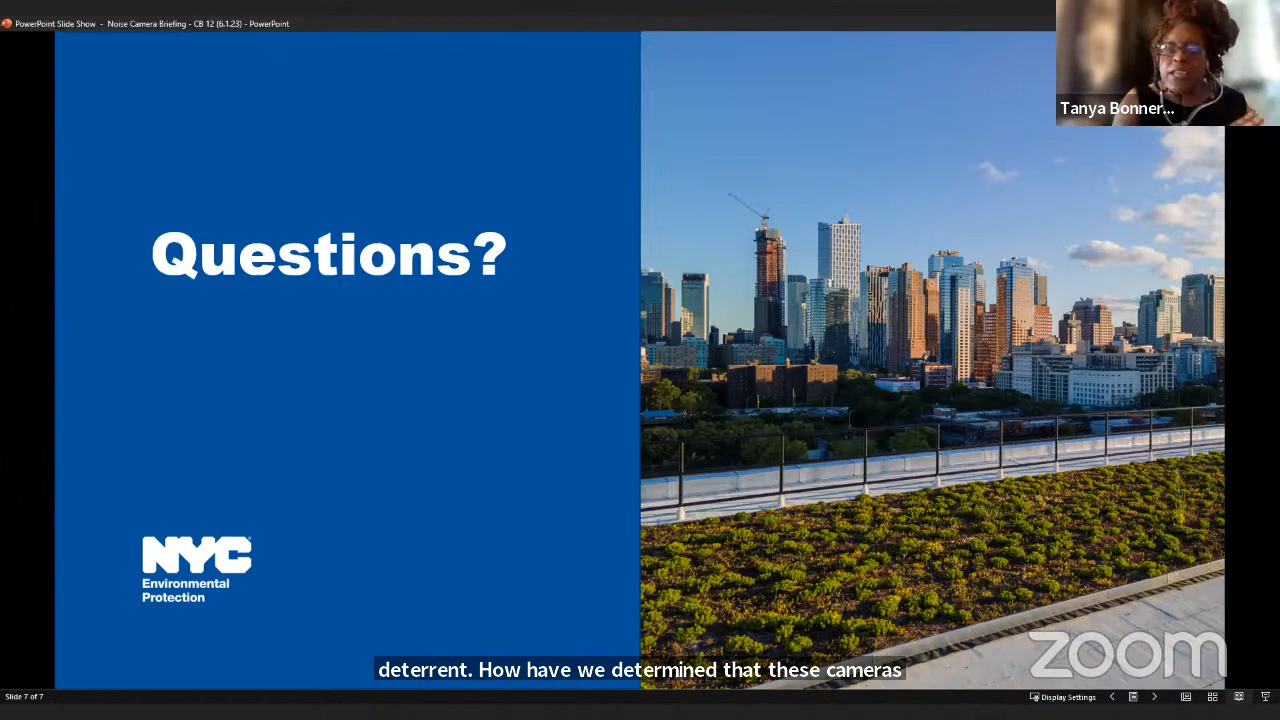 PowerPoint Slide Show - Noise Camera Briefing - CB 12 (6.1.23) - PowerPoint
Tanya Bonner...
Questions?
NYC
Environmental
Protection
deterrent. How have we determined that these cameras
zoom
Slide 7 of 7
Display Settings